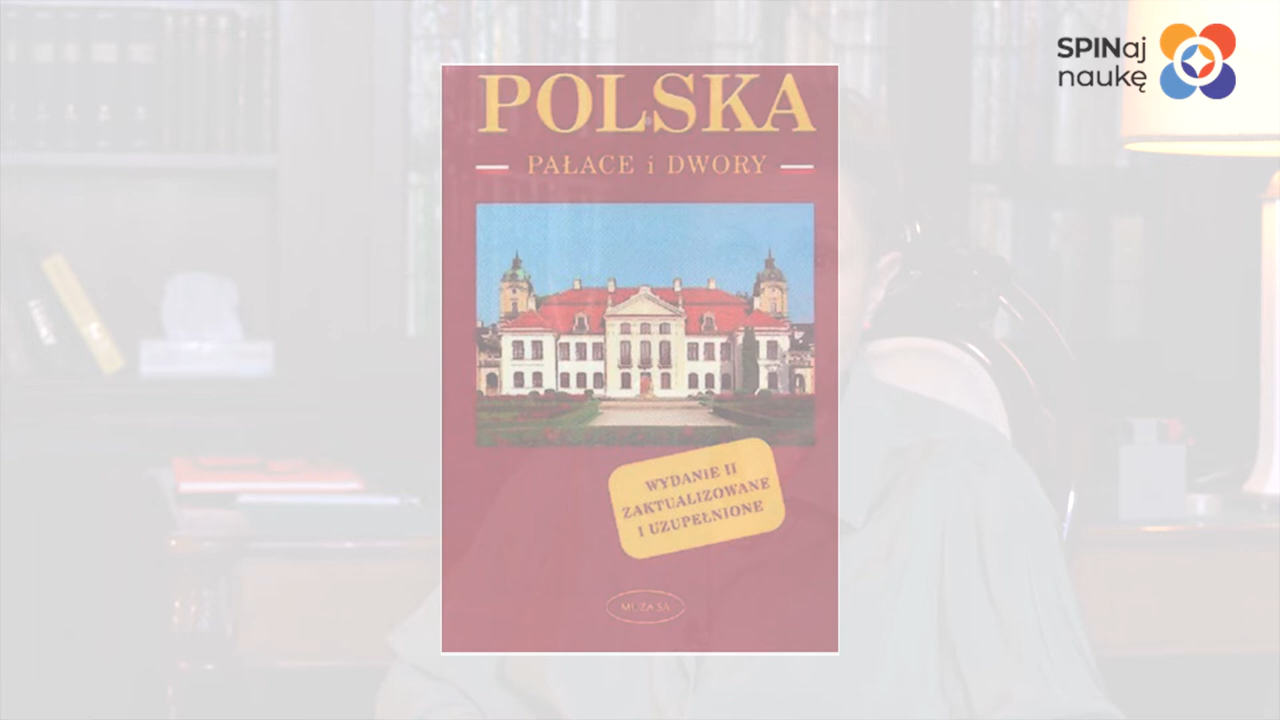 SPINaj
naukę
POLSKA
PAŁACE i DWORY
WYDANIE II
ZAKTUALIZOWANE
I UZUPEŁNIONE
MUZA SA